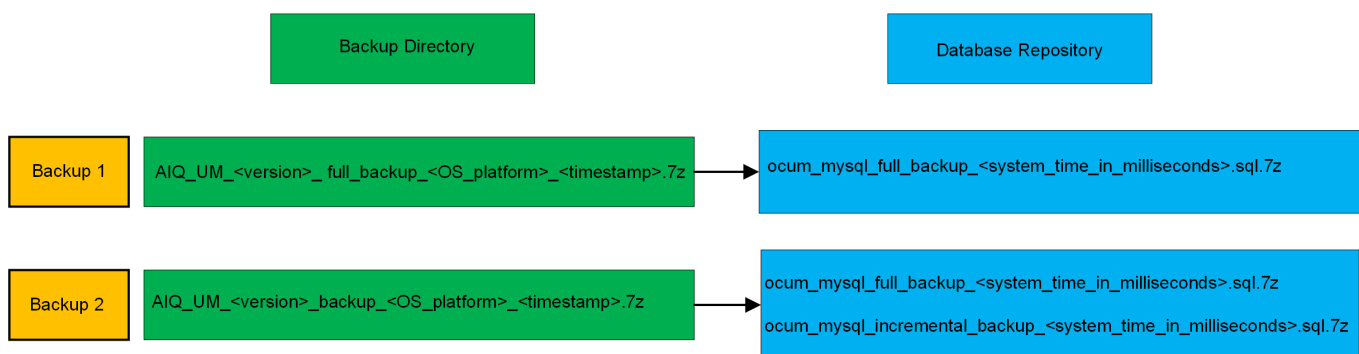 Backup Directory
Database Repository
Backup 1
AIQ_UM_<version>_ full_backup_<OS_platform>_<timestamp>.7z
ocum_mysql_full_backup_<system_time_in_milliseconds>.sql.7z
Backup 2
AIQ_UM_<version>_backup_<OS_platform>_<timestamp>.7z
ocum_mysql_full_backup_<system_time_in_milliseconds>.sql.7z
ocum_mysql_incremental_backup_<system_time_in_milliseconds>.sql.7z